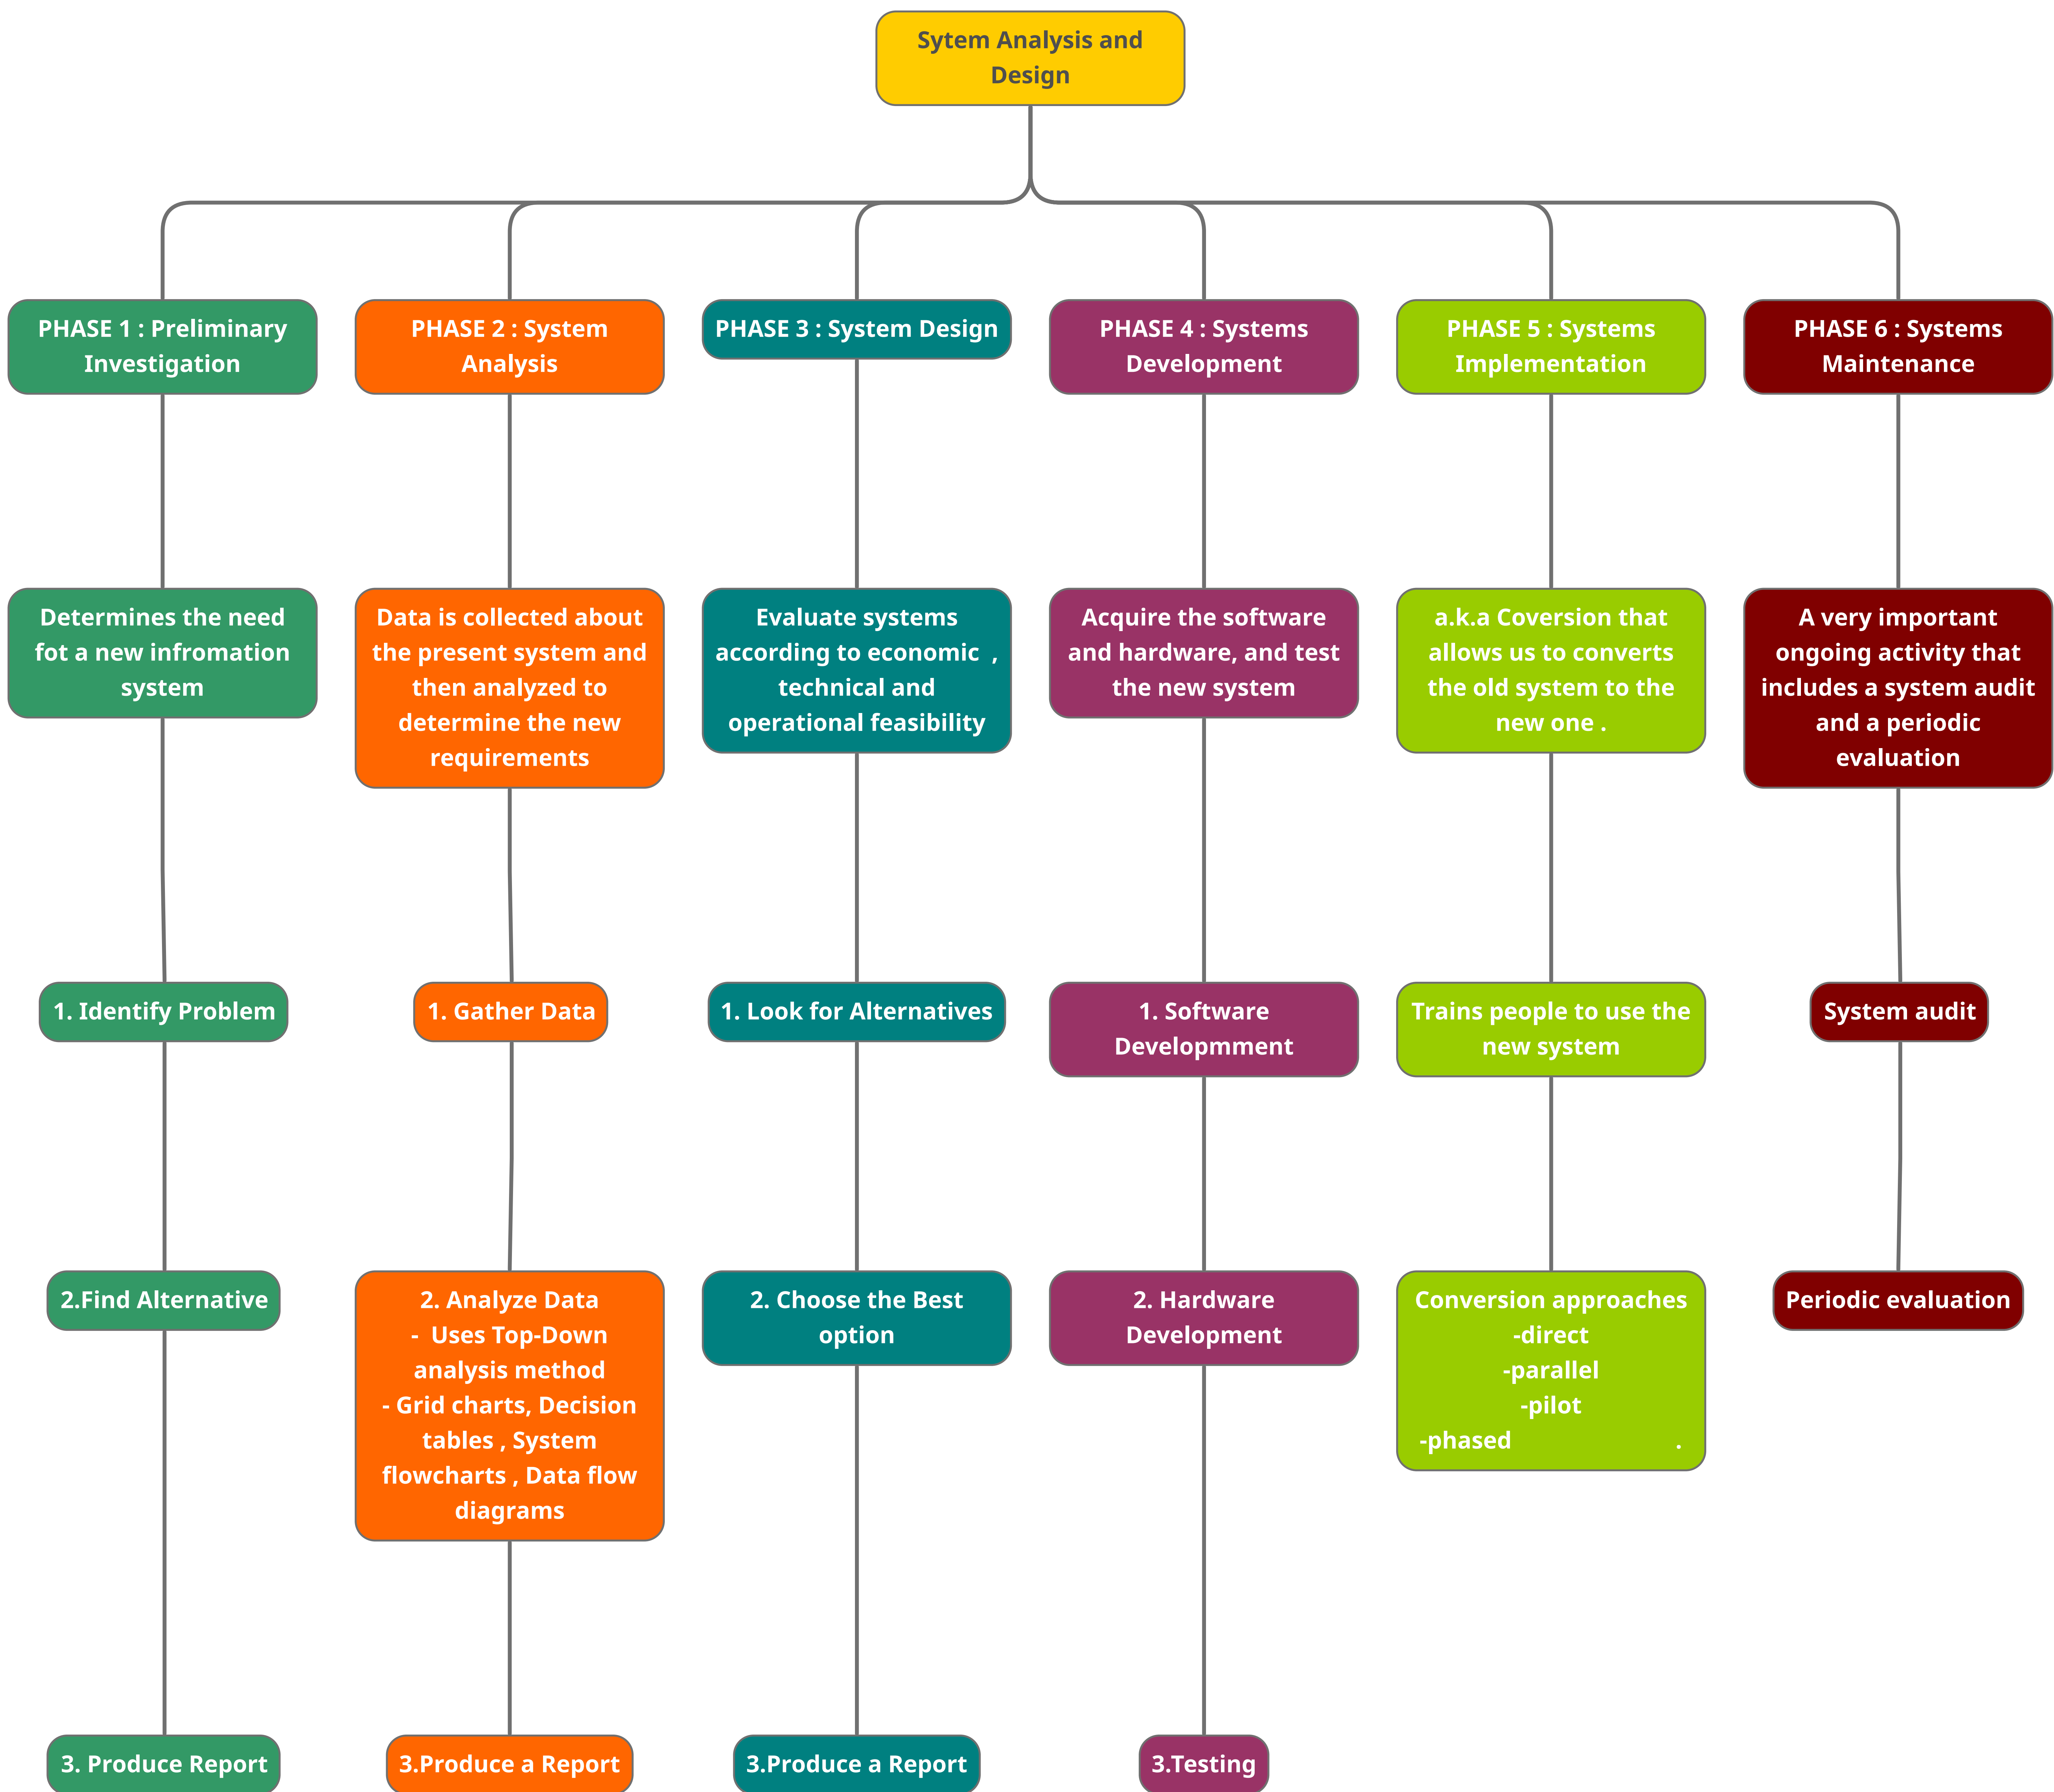 Sytem Analysis and
Design
PHASE 1 : Preliminary
Investigation
PHASE 2 : System
Analysis
PHASE 3 : System Design
PHASE 4 : Systems
Development
PHASE 5 : Systems
Implementation
PHASE 6 : Systems
Maintenance
Determines the need
fot a new infromation
system
Data is collected about
the present system and
then analyzed to
determine the new
requirements
Evaluate systems
according to economic  ,
technical and
operational feasibility
Acquire the software
and hardware, and test
the new system
a.k.a Coversion that
allows us to converts
the old system to the
new one .
A very important
ongoing activity that
includes a system audit
and a periodic
evaluation
1. Identify Problem
1. Gather Data
1. Look for Alternatives
1. Software
Developmment
Trains people to use the
new system
System audit
2.Find Alternative
2. Analyze Data
-  Uses Top-Down
analysis method
- Grid charts, Decision
tables , System
flowcharts , Data flow
diagrams
2. Choose the Best
option
2. Hardware
Development
Conversion approaches
-direct
-parallel
-pilot
-phased .
Periodic evaluation
3. Produce Report
3.Produce a Report
3.Produce a Report
3.Testing